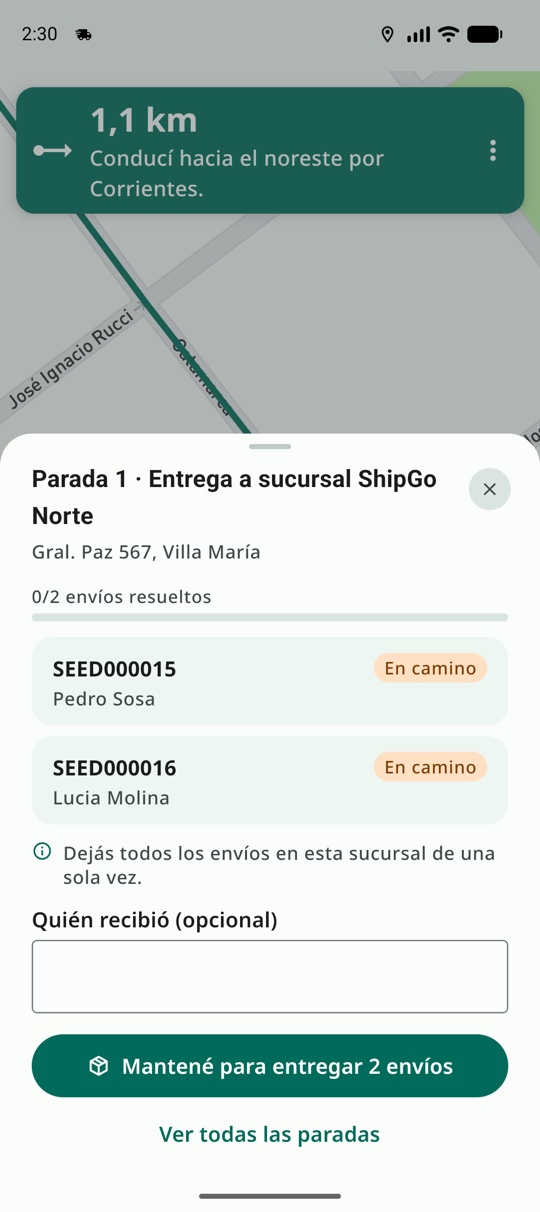 2:30
1,1 km
Conducí hacia el noreste por
Corrientes.
José Ignacio Rucci
Parada 1 · Entrega a sucursal ShipGo
Norte
Gral. Paz 567, Villa María
0/2 envíos resueltos
SEED000015
En camino
Pedro Sosa
SEED000016
En camino
Lucia Molina
Dejás todos los envíos en esta sucursal de una
sola vez.
Quién recibió (opcional)
Mantené para entregar 2 envíos
Ver todas las paradas